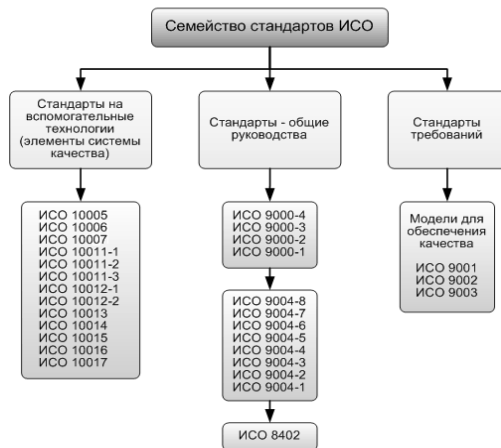 Семейство стандартов ИСО
Стандарты на
вспомогательные
технологии
(элементы системы
качества)
ИСО 10005
ИСО 10006
ИСО 10007
ИСО 10011-1
ИСО 10011-2
ИСО 10011-3
ИСО 10012-1
ИСО 10012-2
ИСО 10013
ИСО 10014
ИСО 10015
ИСО 10016
ИСО 10017
Стандарты - общие
руководства
ИСО 9000-4
ИСО 9000-3
ИСО 9000-2
ИСО 9000-1
ИСО 9004-8
ИСО 9004-7
ИСО 9004-6
ИСО 9004-5
ИСО 9004-4
ИСО 9004-3
ИСО 9004-2
ИСО 9004-1
ИСО 8402
Стандарты
требований
Модели для
обеспечения
качества
ИСО 9001
ИСО 9002
ИСО 9003